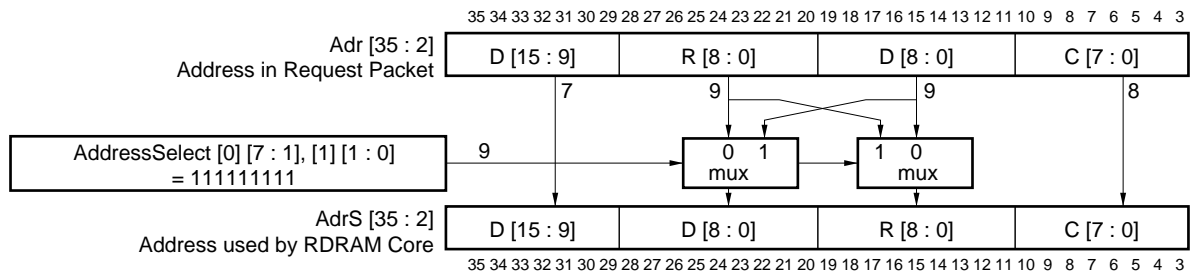 35 34 33 32 31 30 29 28 27 26 25 24 23 22 21 20 19 18 17 16 15 14 13 12 11 10 9 8 7 6 5 4 3
Adr [35 : 2]
Address in Request Packet
D [15 : 9] R [8 : 0] D [8 : 0] C [7 : 0]
7 9 9 8
AddressSelect [0] [7 : 1], [1] [1 : 0]
= 111111111
9
0 1 1 0
mux mux
AdrS [35 : 2]
Address used by RDRAM Core
D [15 : 9] D [8 : 0] R [8 : 0] C [7 : 0]
35 34 33 32 31 30 29 28 27 26 25 24 23 22 21 20 19 18 17 16 15 14 13 12 11 10 9 8 7 6 5 4 3